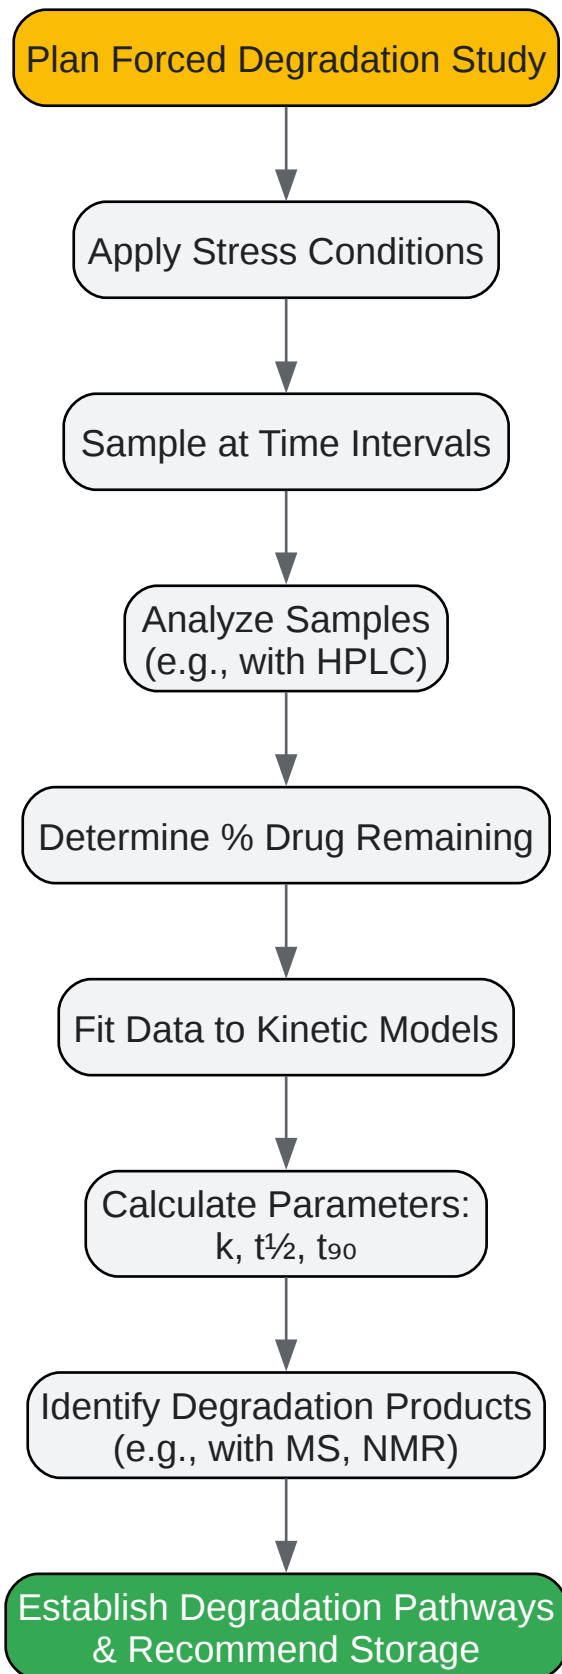 Plan Forced Degradation Study
Apply Stress Conditions
Sample at Time Intervals
Analyze Samples
(e.g., with HPLC)
Determine % Drug Remaining
Fit Data to Kinetic Models
Calculate Parameters:
k, t½, t₉₀
Identify Degradation Products
(e.g., with MS, NMR)
Establish Degradation Pathways
& Recommend Storage